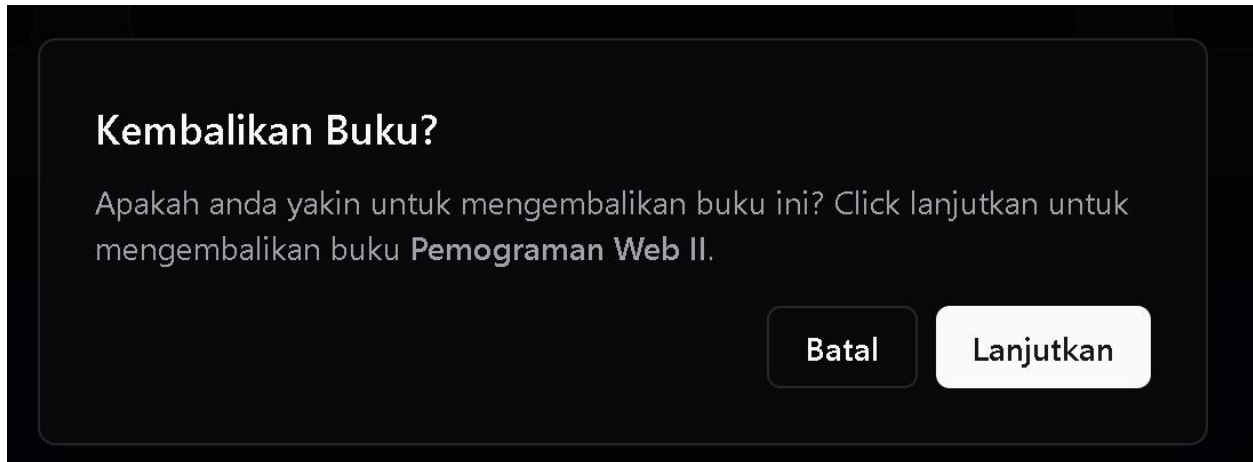 Kembalikan Buku?
Apakah anda yakin untuk mengembalikan buku ini? Click lanjutkan untuk
mengembalikan buku Pemograman Web II.
Batal Lanjutkan